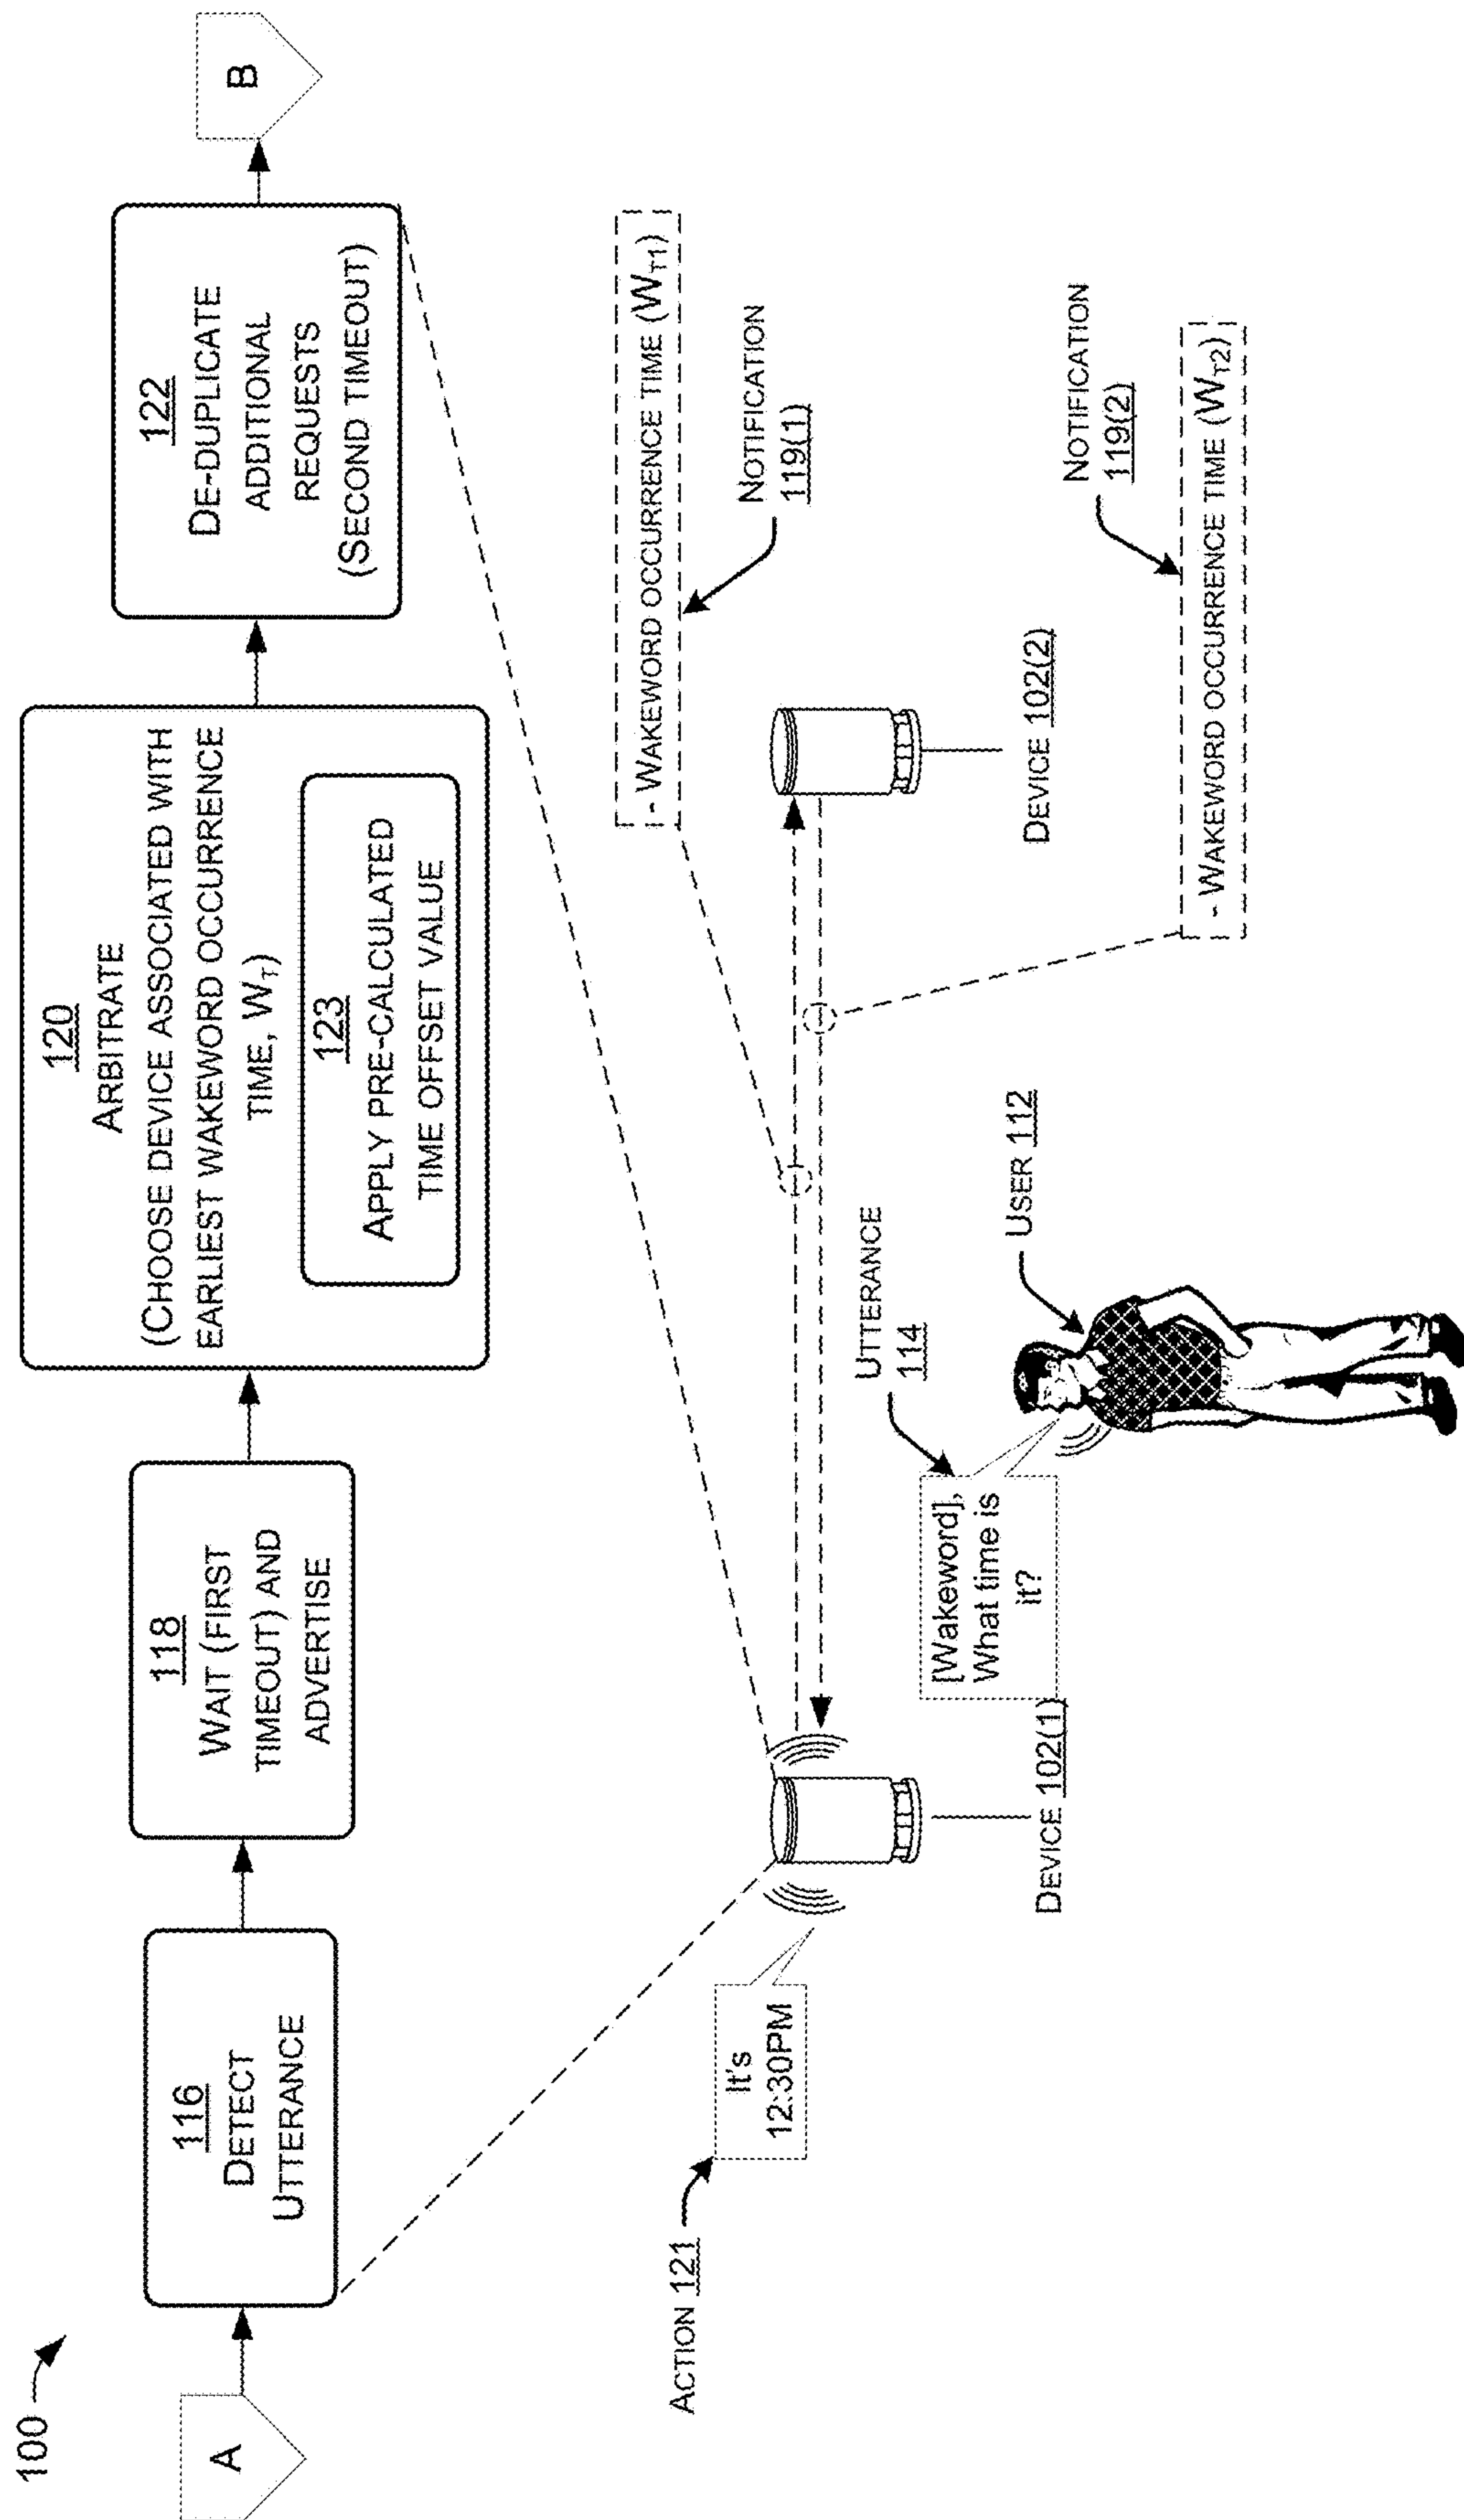 100
A
116
DETECT
UTTERANCE
118
WAIT (FIRST
TIMEOUT) AND
ADVERTISE
120
ARBITRATE
(CHOOSE DEVICE ASSOCIATED WITH
EARLIEST WAKEWORD OCCURRENCE
TIME, WT)
123
APPLY PRE-CALCULATED
TIME OFFSET VALUE
122
DE-DUPLICATE
ADDITIONAL
REQUESTS
(SECOND TIMEOUT)
B
- WAKEWORD OCCURRENCE TIME (WT1)
NOTIFICATION
119(1)
ACTION 121
It's
12:30PM
DEVICE 102(1)
UTTERANCE
114
[Wakeword],
What time is
it?
USER 112
DEVICE 102(2)
NOTIFICATION
119(2)
- WAKEWORD OCCURRENCE TIME (WT2)